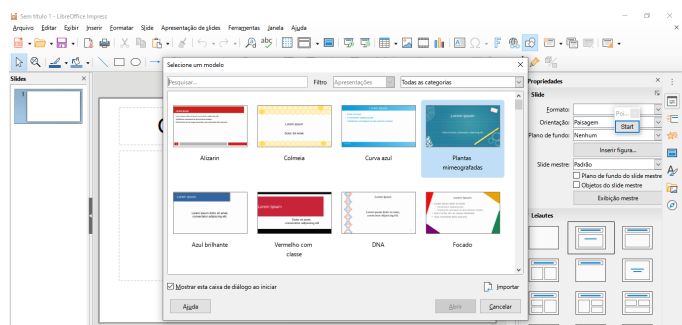 Sem título 1 - LibreOffice Impress
Arquivo Editar Exibir Inserir Formatar Slide Apresentação de slides Ferramentas Janela Ajuda
Slides
1
Selecione um modelo
Pesquisar...
Filtro
Apresentações
Todas as categorias
Alizarin
Colmeia
Curva azul
Plantas
mimeografadas
Azul brilhante
Vermelho com
classe
DNA
Focado
Mostrar esta caixa de diálogo ao iniciar
Importar
Ajuda
Abrir
Cancelar
Propriedades
Slide
Formato:
Poi...
Start
Orientação:
Paisagem
Plano de fundo:
Nenhum
Inserir figura...
Slide mestre:
Padrão
Plano de fundo do slide mestre
Objetos do slide mestre
Exibição mestre
Leiautes